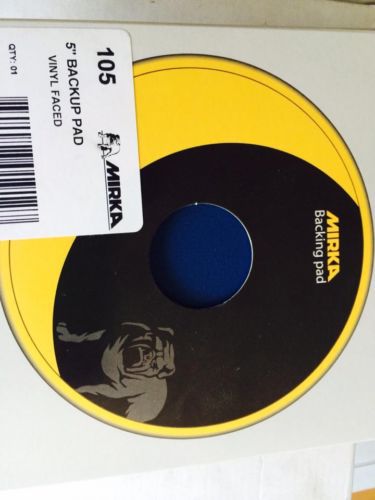 105
5" BACKUP PAD
VINYL FACED
MIRKA
QTY: 01
MIRKA
Backing pad